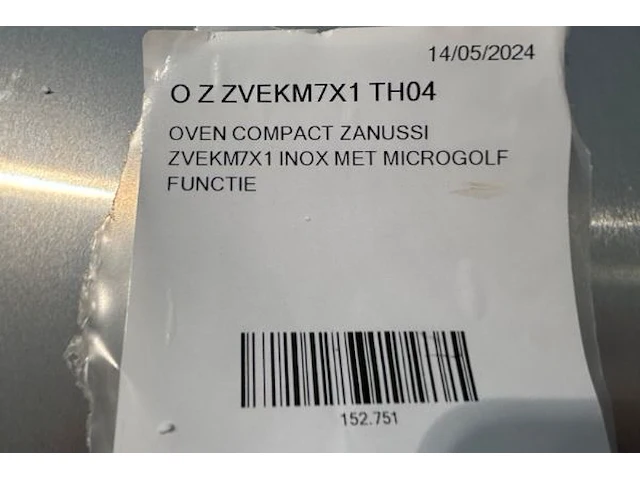 14/05/2024
O Z ZVEKM7X1 TH04
OVEN COMPACT ZANUSSI
ZVEKM7X1 INOX MET MICROGOLF
FUNCTIE
152.751